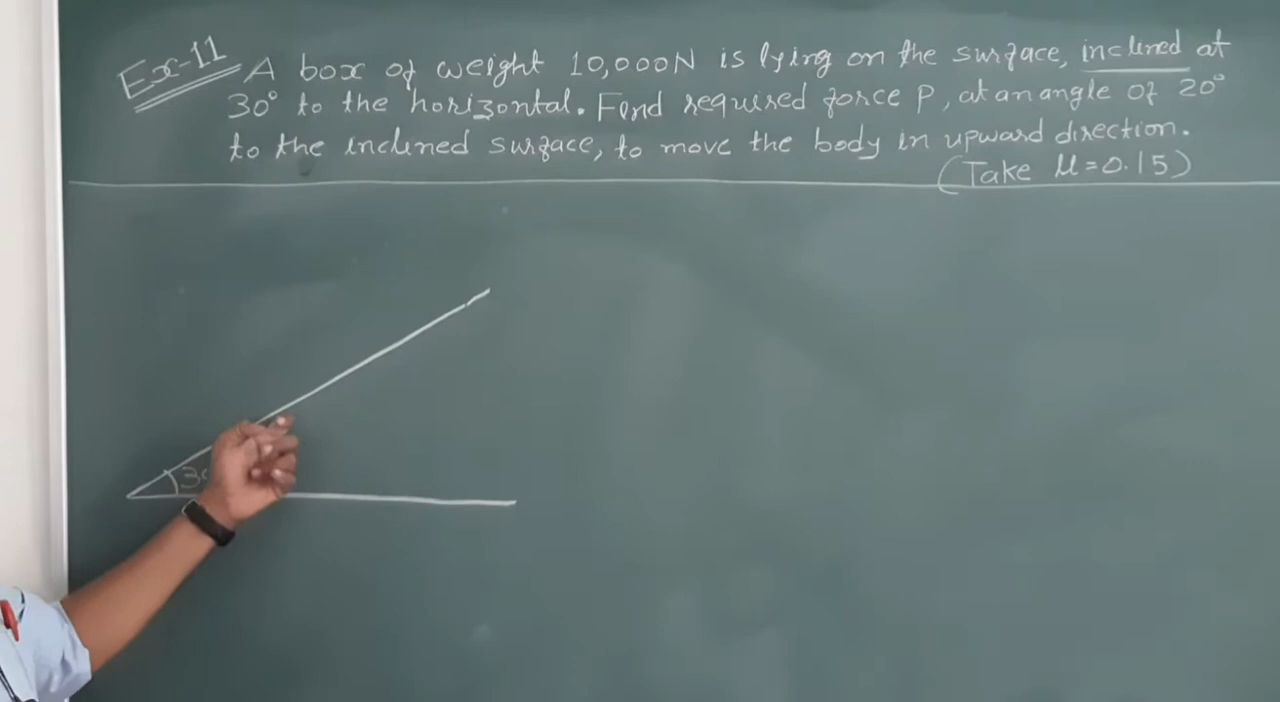 Ex-11 A box of weight 10,000N is lying on the surface, inclined at
30° to the horizontal. Find required force P, at an angle of 20°
to the inclined surface, to move the body in upward direction.
(Take μ=0.15)